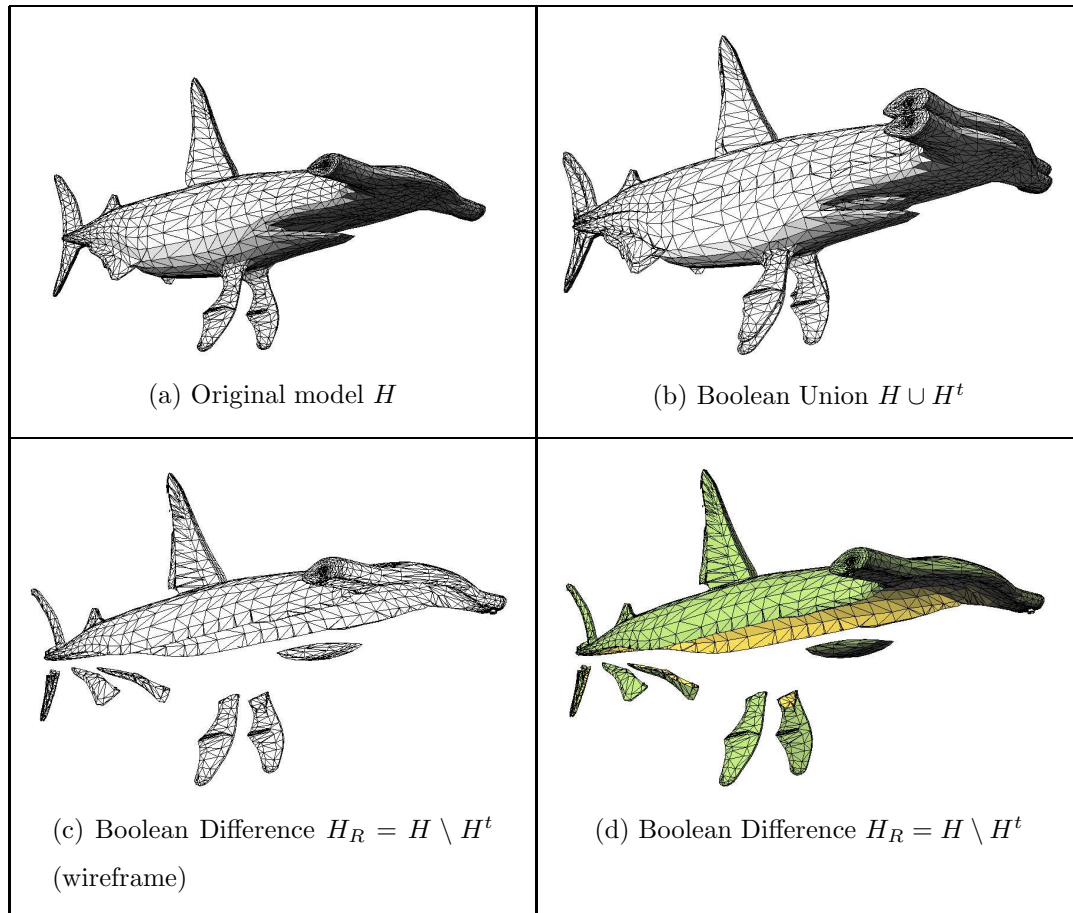 (a) Original model H
(b) Boolean Union H ∪ H^t
(c) Boolean Difference H_R = H \ H^t
(wireframe)
(d) Boolean Difference H_R = H \ H^t